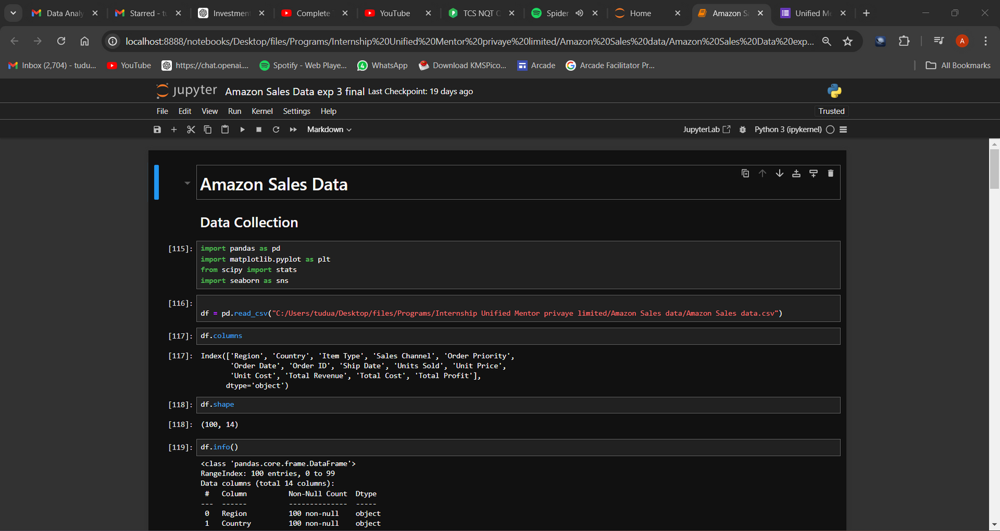 Data Analy
Starred - tu
Investment
Complete
YouTube
TCS NQT C
Spider
Home
Amazon Sa
Unified Me
localhost:8888/notebooks/Desktop/files/Programs/Internship%20Unified%20Mentor%20privaye%20limited/Amazon%20Sales%20data/Amazon%20Sales%20Data%20exp...
A
Inbox (2,704) - tudu...
YouTube
https://chat.openai....
Spotify - Web Playe...
4
WhatsApp
Download KMSPico...
Arcade
Arcade Facilitator Pr...
All Bookmarks
jupyter
Amazon Sales Data exp 3 final Last Checkpoint: 19 days ago
File Edit View Run Kernel Settings Help
Trusted
Markdown
JupyterLab
Python 3 (ipykernel)
Amazon Sales Data
Data Collection
[115]:
import pandas as pd
import matplotlib.pyplot as plt
from scipy import stats
import seaborn as sns
[116]:
df = pd.read_csv("C:/Users/tudua/Desktop/files/Programs/Internship Unified Mentor privaye limited/Amazon Sales data/Amazon Sales data.csv")
[117]: df.columns
[117]: Index(['Region', 'Country', 'Item Type', 'Sales Channel', 'Order Priority',
'Order Date', 'Order ID', 'Ship Date', 'Units Sold', 'Unit Price',
'Unit Cost', 'Total Revenue', 'Total Cost', 'Total Profit'],
dtype='object')
[118]: df.shape
[118]: (100, 14)
[119]: df.info()
<class 'pandas.core.frame.DataFrame'>
RangeIndex: 100 entries, 0 to 99
Data columns (total 14 columns):
# Column Non-Null Count Dtype
--- ------ -------------- -----
0 Region 100 non-null object
1 Country 100 non-null object